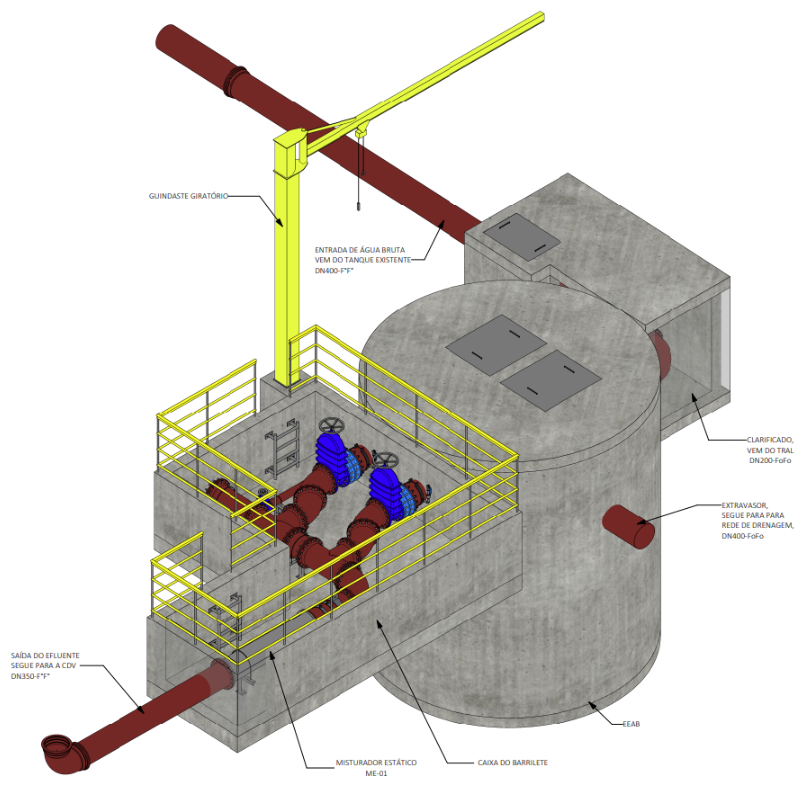 GUINDASTE GIRATÓRIO
ENTRADA DE ÁGUA BRUTA
VEM DO TANQUE EXISTENTE
DN400-F"F"
CLARIFICADO,
VEM DO TRAL
DN200-FoFo
EXTRAVASOR,
SEGUE PARA PARA
REDE DE DRENAGEM,
DN400-FoFo
SAÍDA DO EFLUENTE
SEGUE PARA A CDV
DN350-F"F"
EEAB
MISTURADOR ESTÁTICO
ME-01
CAIXA DO BARRILETE